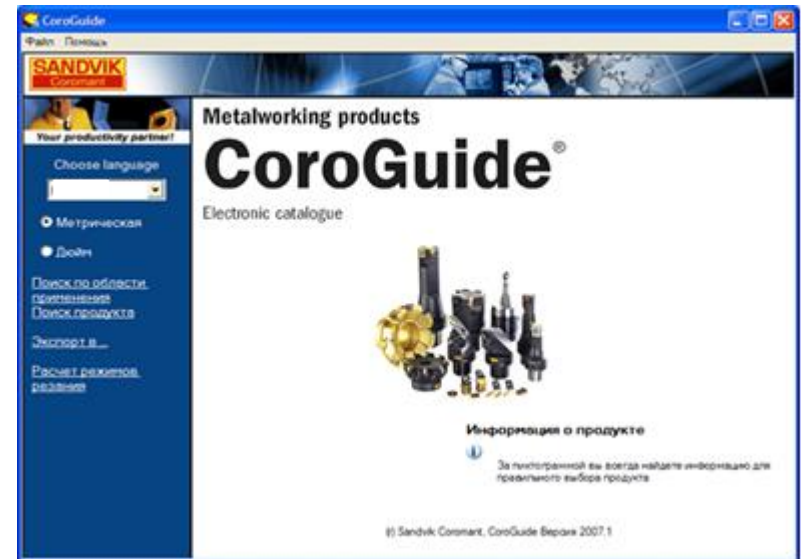 CoroGuide
Файл Помощь
SANDVIK
Coromant
Your productivity partner!
Choose language
Метрическая
Дюйм
Поиск по области
применения
Поиск продукта
Экспорт в ...
Расчет режимов
резания
Metalworking products
CoroGuide®
Electronic catalogue
Информация о продукте
За пиктограммой вы всегда найдете информацию для
правильного выбора продукта
(c) Sandvik Coromant, CoroGuide Версия 2007.1